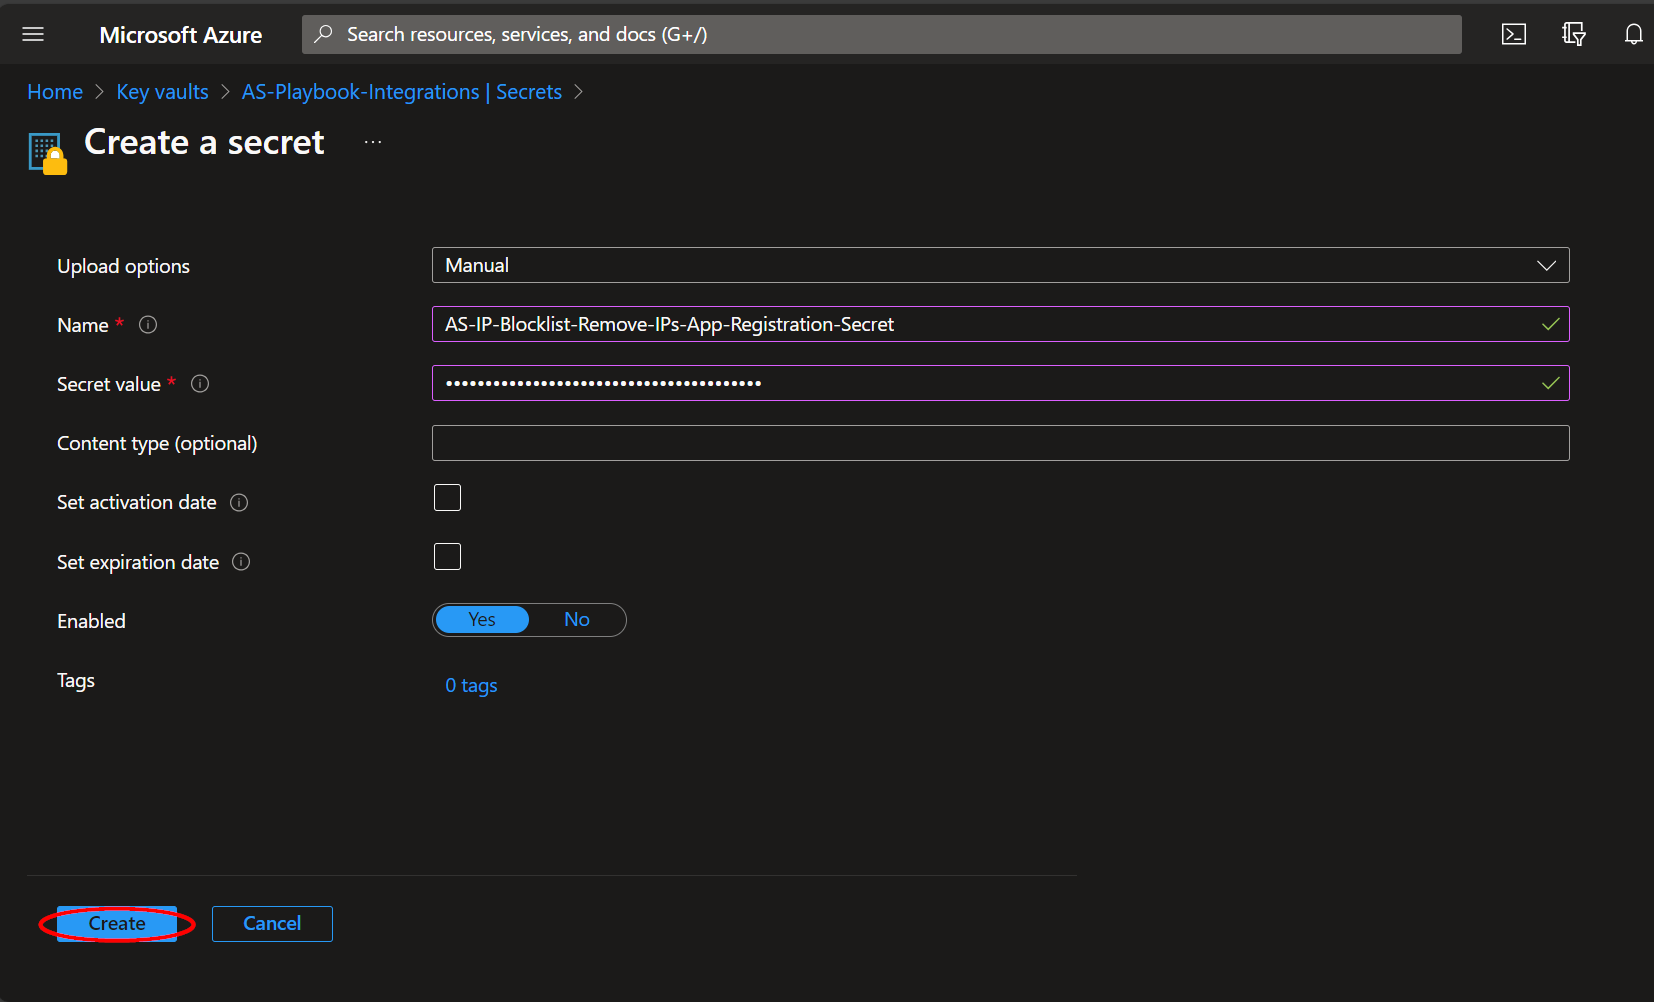 Microsoft Azure
Search resources, services, and docs (G+/)
Home > Key vaults > AS-Playbook-Integrations | Secrets >
Create a secret ...
Upload options
Manual
Name *
AS-IP-Blocklist-Remove-IPs-App-Registration-Secret
Secret value *
••••••••••••••••••••••••••••••••••••••••
Content type (optional)
Set activation date
Set expiration date
Enabled
Yes No
Tags
0 tags
Create Cancel